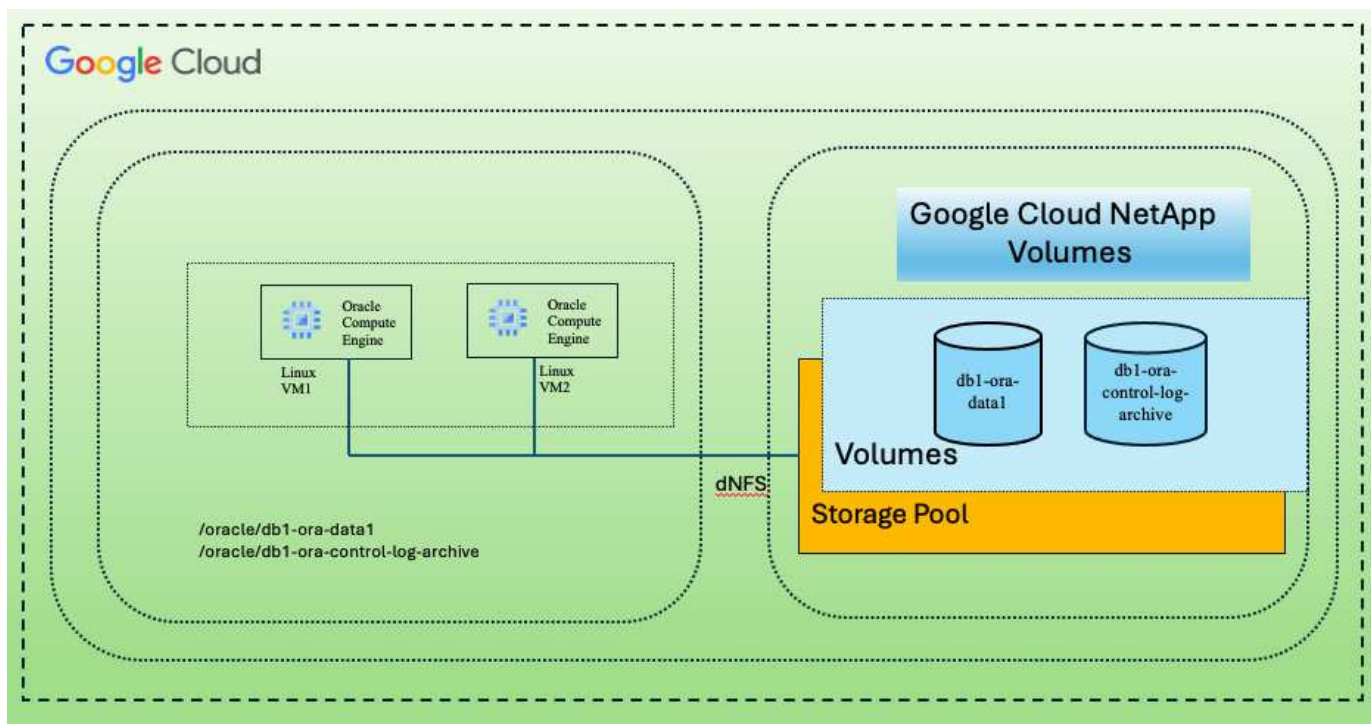 Google Cloud
Google Cloud NetApp
Volumes
Oracle
Compute
Engine
Linux
VM1
Oracle
Compute
Engine
Linux
VM2
db1-ora-
data1
db1-ora-
control-log-
archive
Volumes
dNFS
Storage Pool
/oracle/db1-ora-data1
/oracle/db1-ora-control-log-archive